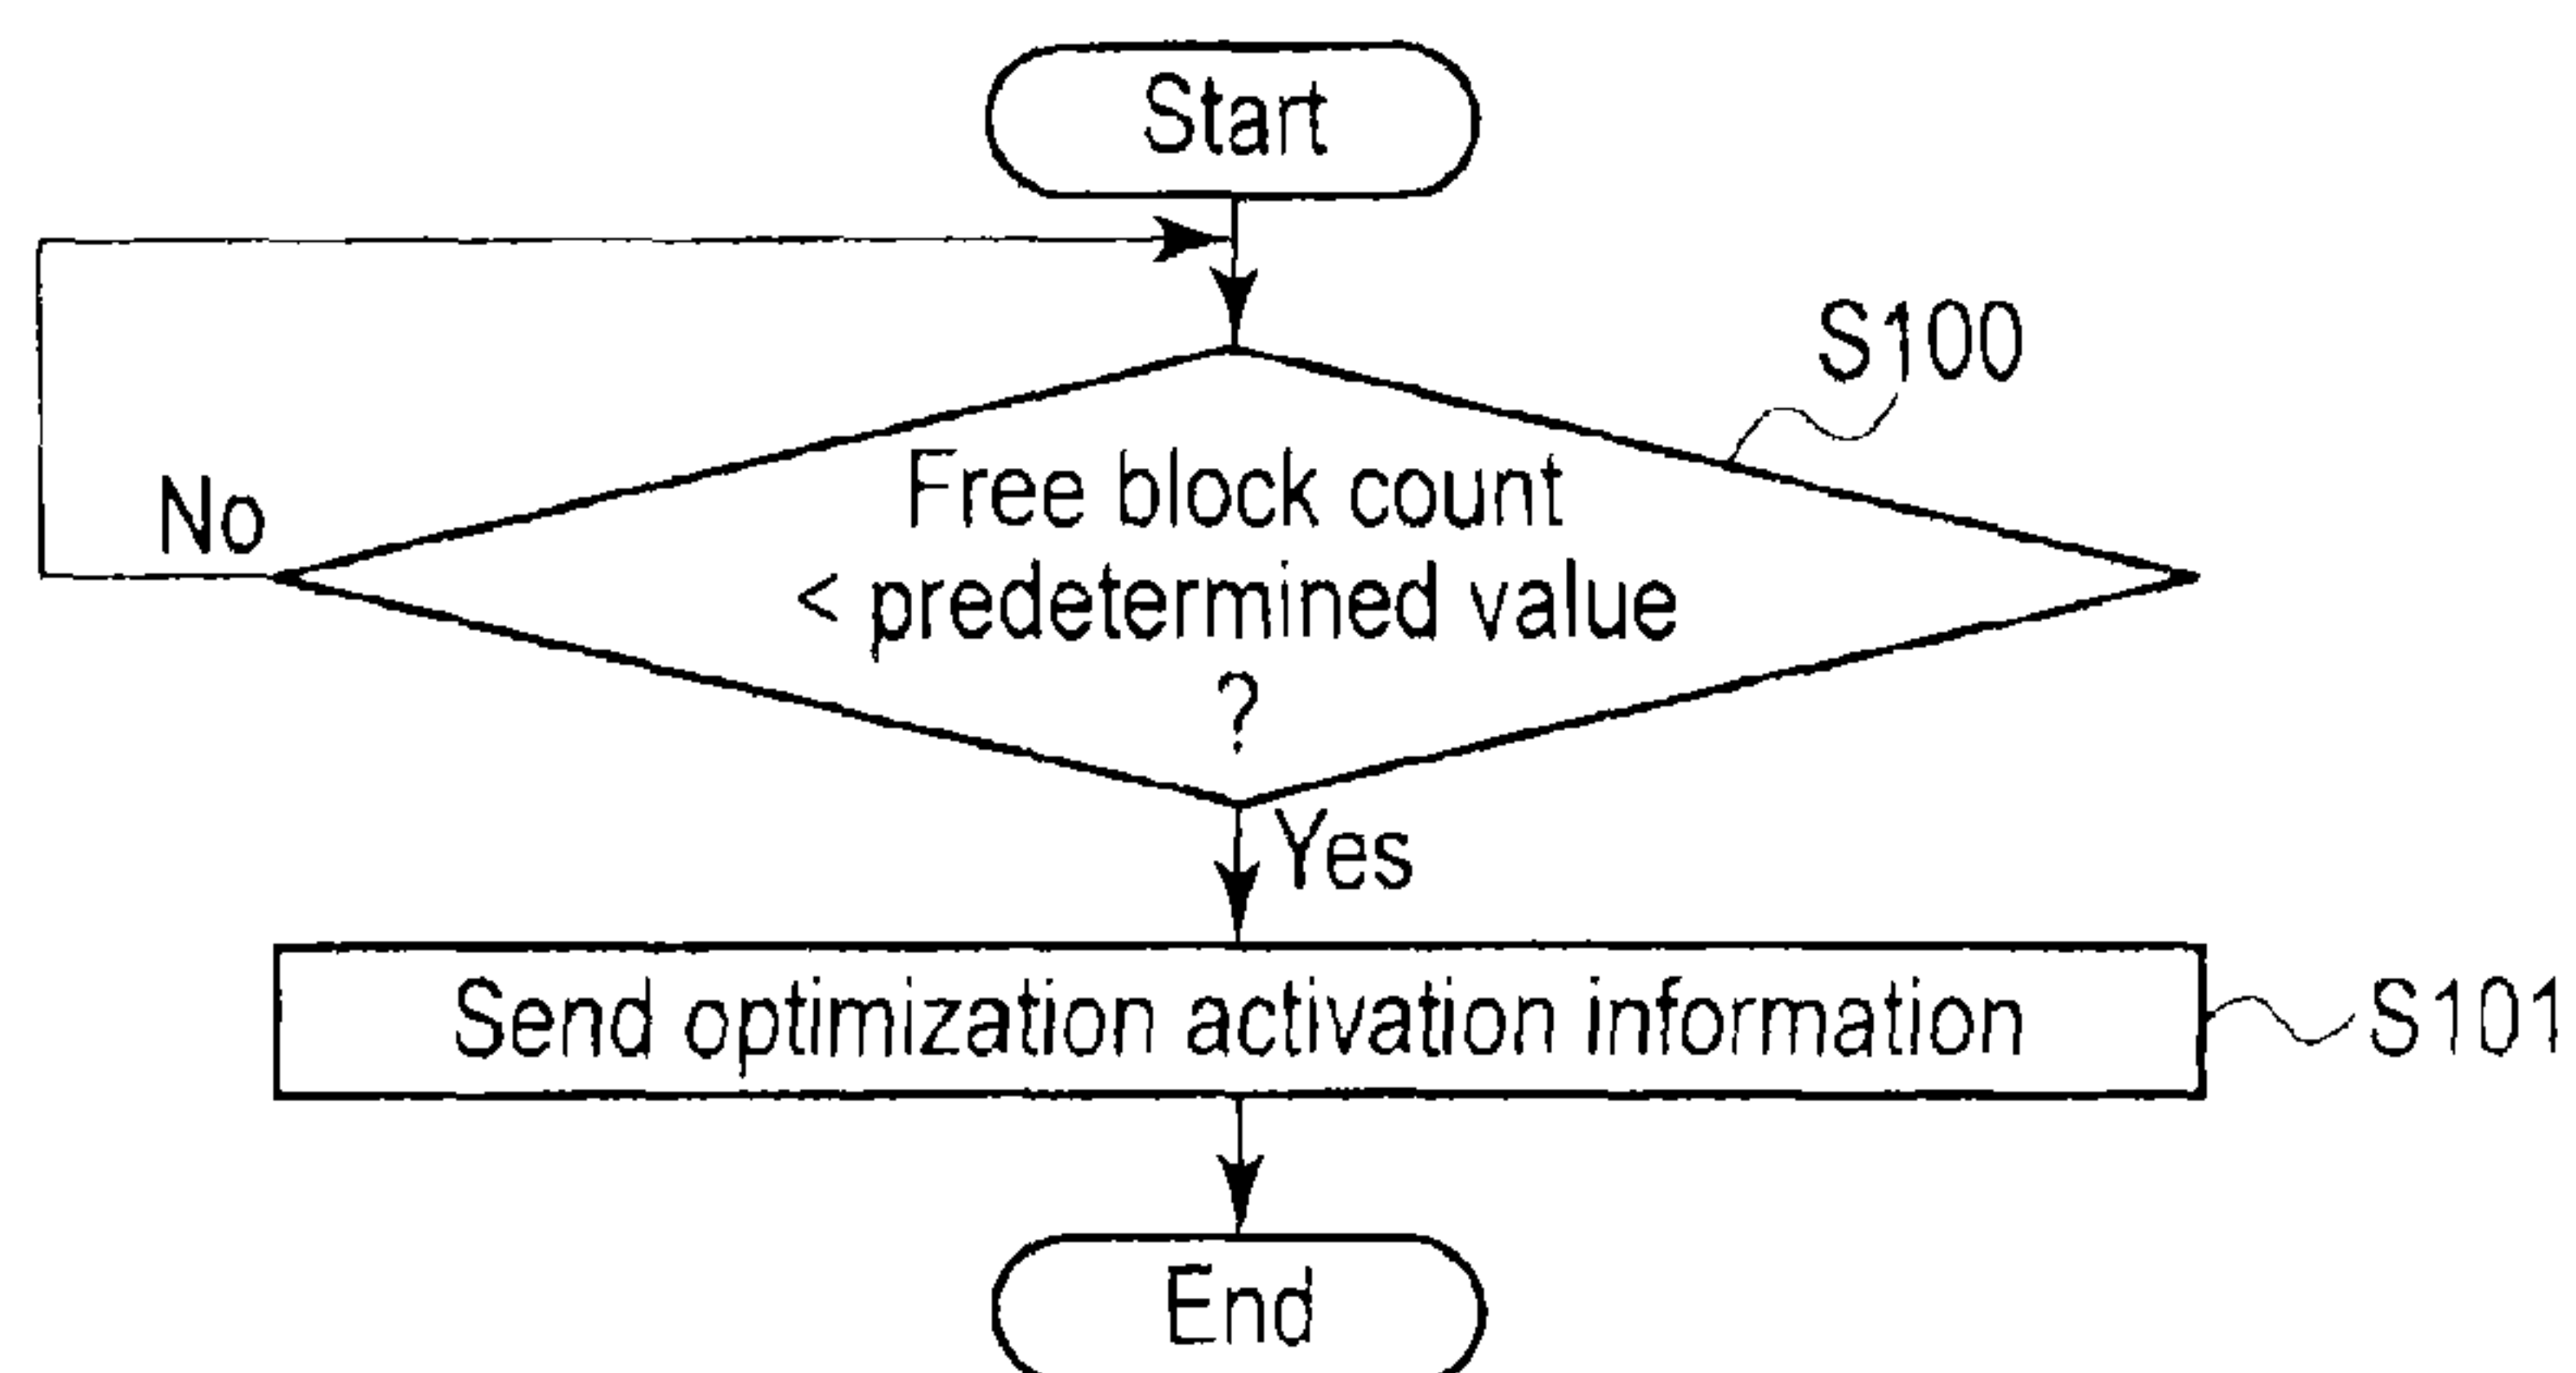 Start
S100
Free block count
< predetermined value
?
No
Yes
Send optimization activation information
S101
End